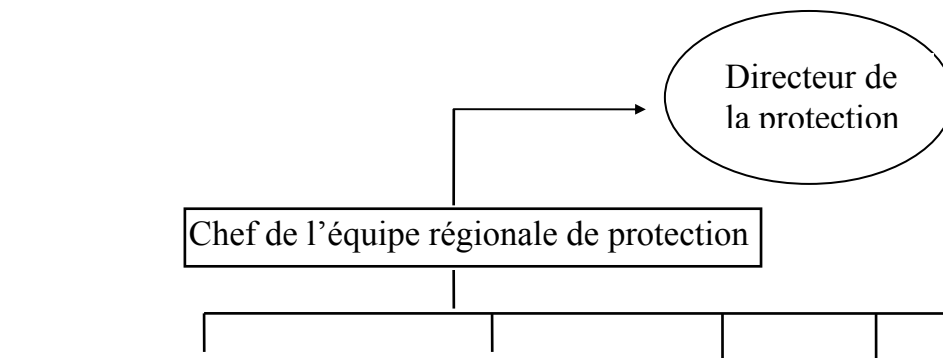 Directeur de
la protection
Chef de l’équipe régionale de protection